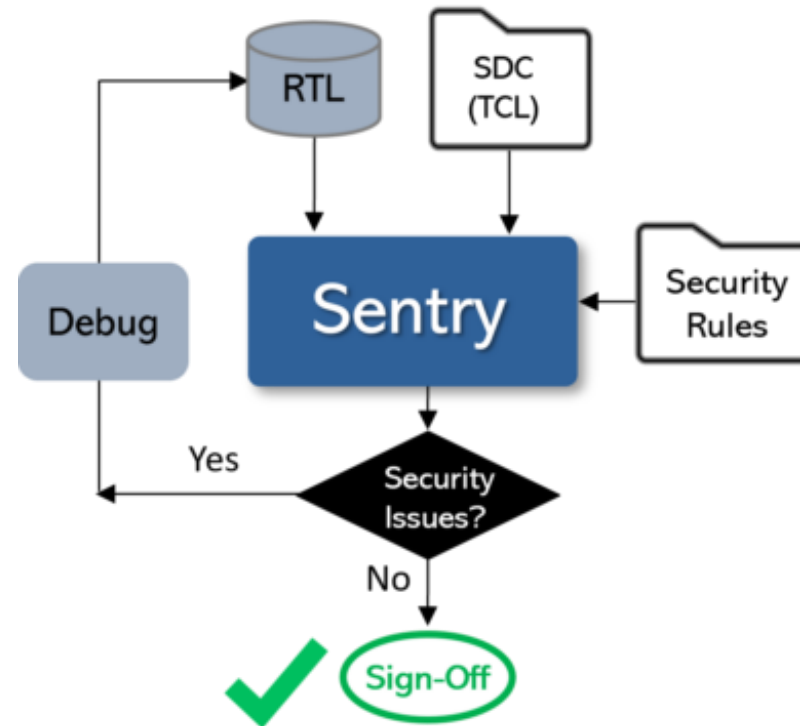 RTL
SDC
(TCL)
Sentry
Security
Rules
Debug
Yes
Security
Issues?
No
Sign-Off